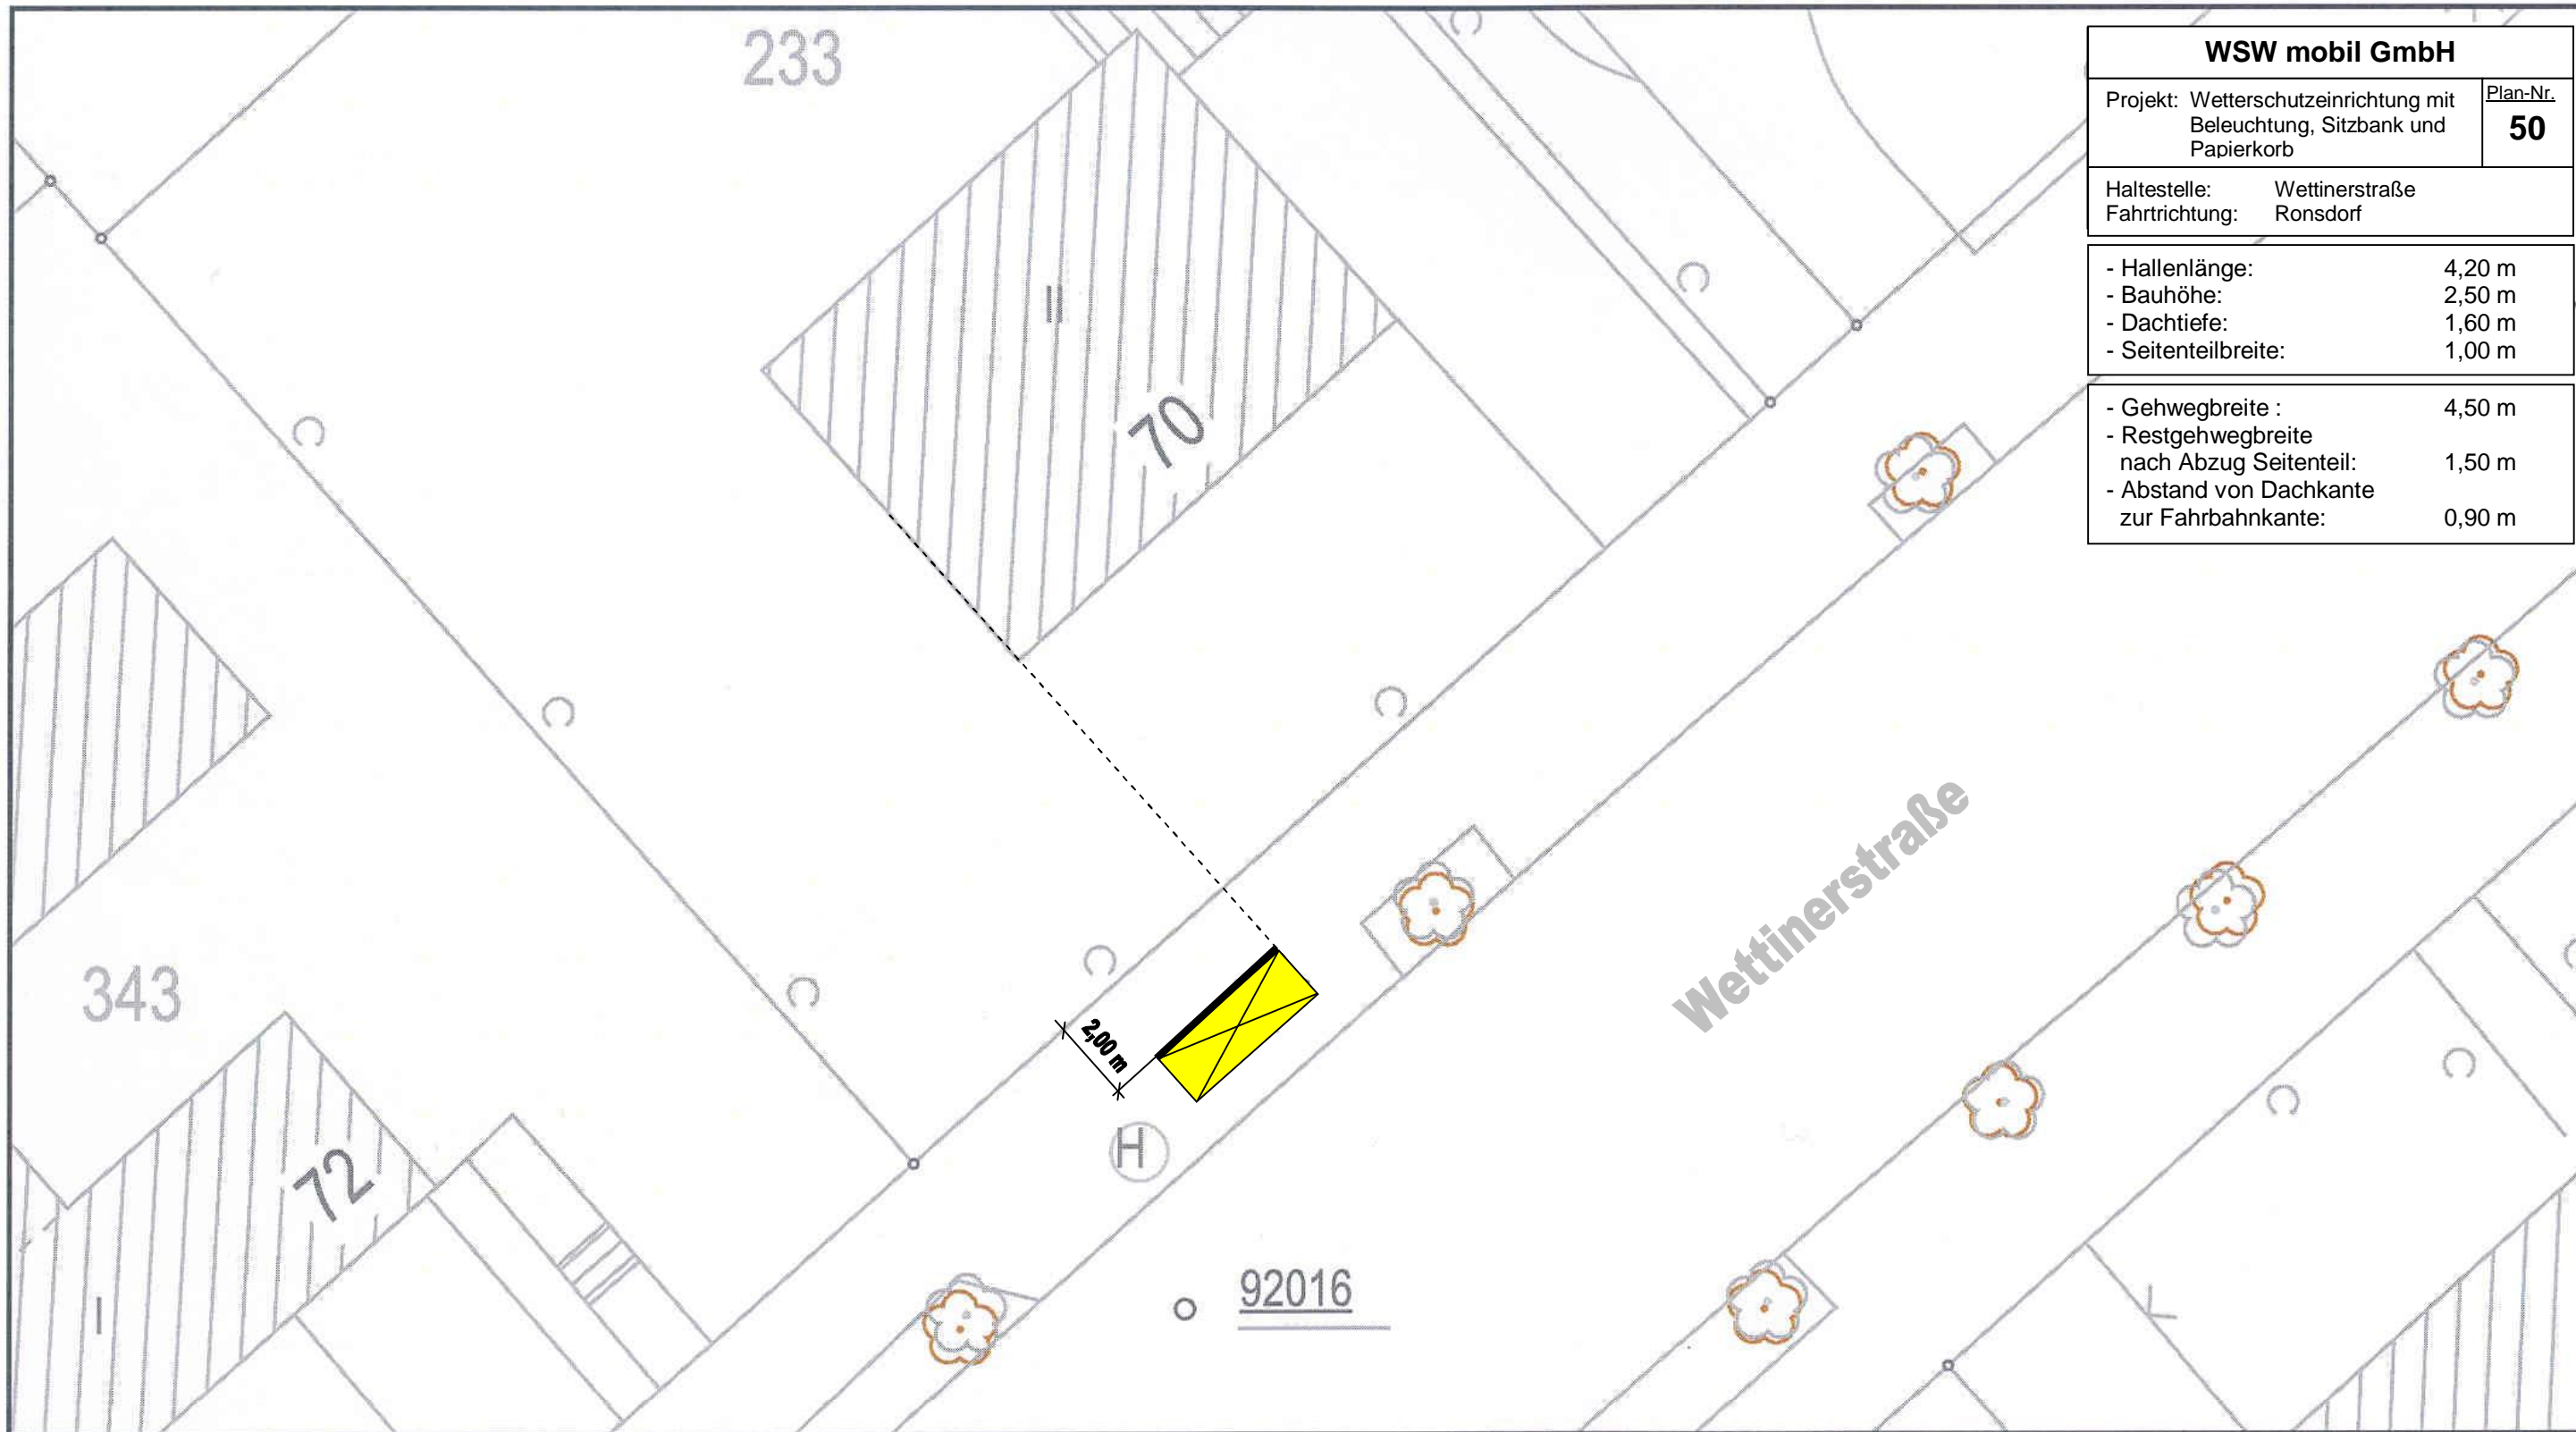 WSW mobil GmbH
Projekt: Wetterschutzeinrichtung mit
Beleuchtung, Sitzbank und
Papierkorb
Plan-Nr.
50
Haltestelle: Wettinerstraße
Fahrtrichtung: Ronsdorf
- Hallenlänge: 4,20 m
- Bauhöhe: 2,50 m
- Dachtiefe: 1,60 m
- Seitenteilbreite: 1,00 m
- Gehwegbreite : 4,50 m
- Restgehwegbreite
nach Abzug Seitenteil: 1,50 m
- Abstand von Dachkante
zur Fahrbahnkante: 0,90 m
233
II
70
343
72
I
2,00 m
H
92016
Wettinerstraße